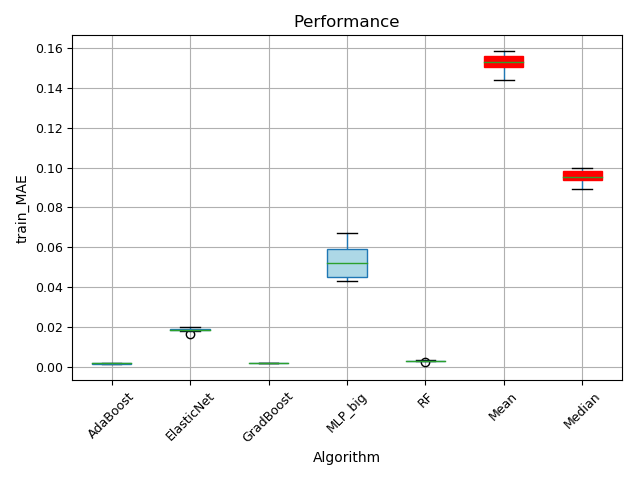 Performance
train_MAE
0.16
0.14
0.12
0.10
0.08
0.06
0.04
0.02
0.00
AdaBoost
ElasticNet
GradBoost
MLP_big
RF
Mean
Median
Algorithm